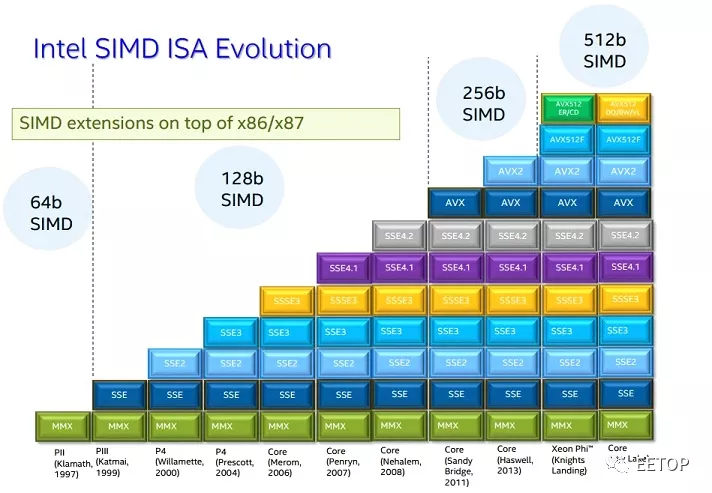 Intel SIMD ISA Evolution
512b
SIMD
256b
SIMD
SIMD extensions on top of x86/x87
128b
SIMD
64b
SIMD
AVX512
ER/CD
AVX512
DQ/BW/VL
AVX512F AVX512F
AVX2 AVX2 AVX2
AVX AVX AVX AVX
SSE4.2 SSE4.2 SSE4.2 SSE4.2 SSE4.2
SSE4.1 SSE4.1 SSE4.1 SSE4.1 SSE4.1 SSE4.1
SSSE3 SSSE3 SSSE3 SSSE3 SSSE3 SSSE3 SSSE3
SSE3 SSE3 SSE3 SSE3 SSE3 SSE3 SSE3 SSE3
SSE2 SSE2 SSE2 SSE2 SSE2 SSE2 SSE2 SSE2 SSE2
SSE SSE SSE SSE SSE SSE SSE SSE SSE SSE
MMX MMX MMX MMX MMX MMX MMX MMX MMX MMX MMX
PII
(Klamath,
1997)
PIII
(Katmai,
1999)
P4
(Willamette,
2000)
P4
(Prescott,
2004)
Core
(Merom,
2006)
Core
(Penryn,
2007)
Core
(Nehalem,
2008)
Core
(Sandy
Bridge,
2011)
Core
(Haswell,
2013)
Xeon Phi™
(Knights
Landing)
Core
Lake
EETOP